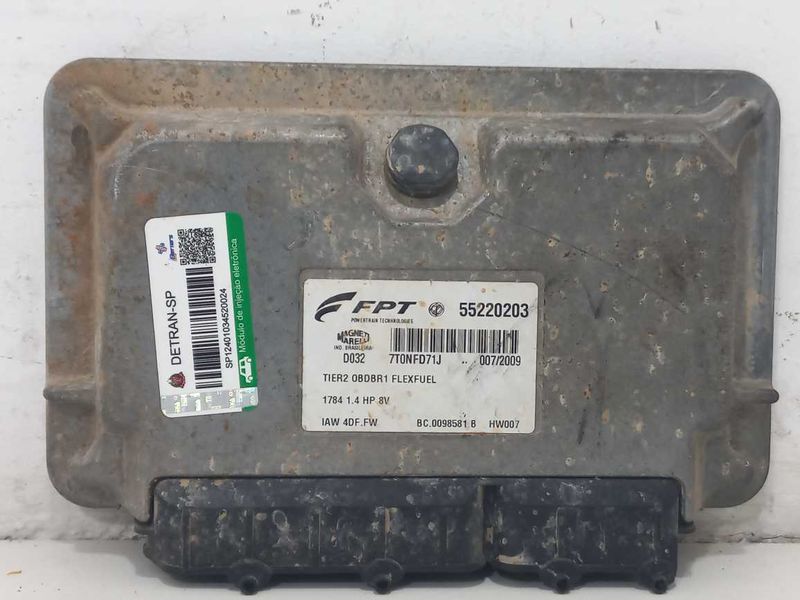 DETRAN-SP
SP12401034520024
Módulo de injeção eletrônica
FPT
POWERTRAIN TECHNOLOGIES
55220203
MAGNETI
MARELLI
IND. BRASILEIRA
D032 7T0NFD71J .. 007/2009
TIER2 OBDBR1 FLEXFUEL
1784 1.4 HP 8V
IAW 4DF.FW BC.0098581 B HW007